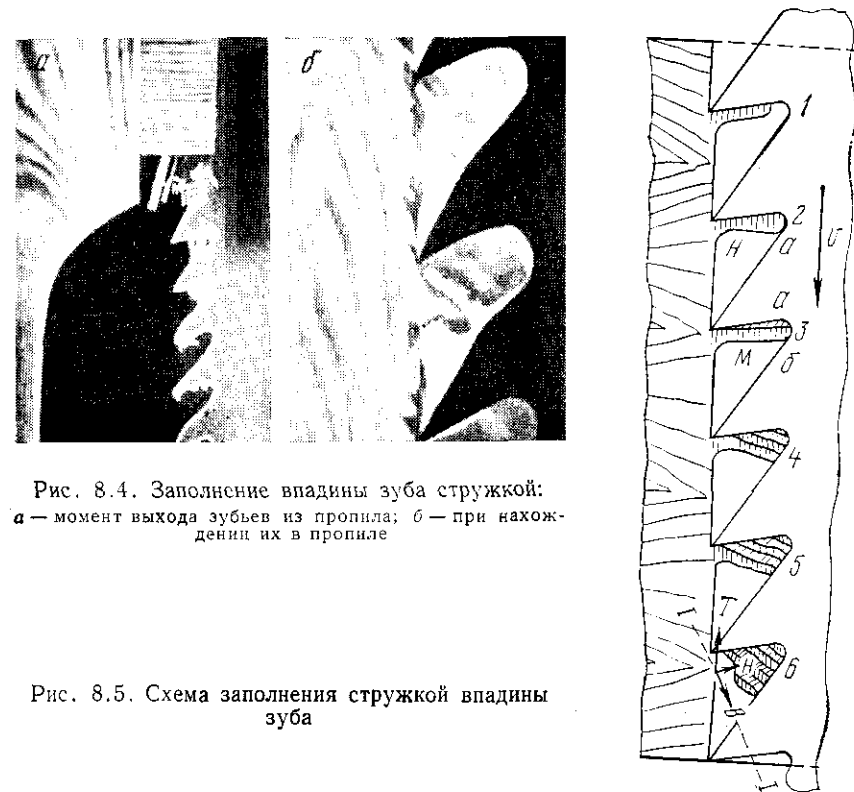 а
б
Рис. 8.4. Заполнение впадины зуба стружкой:
а — момент выхода зубьев из пропила; б — при нахож-
дении их в пропиле
Рис. 8.5. Схема заполнения стружкой впадины
зуба
1
2
Н
а
а
3
М
б
4
5
I
Т
Н
6
В
I